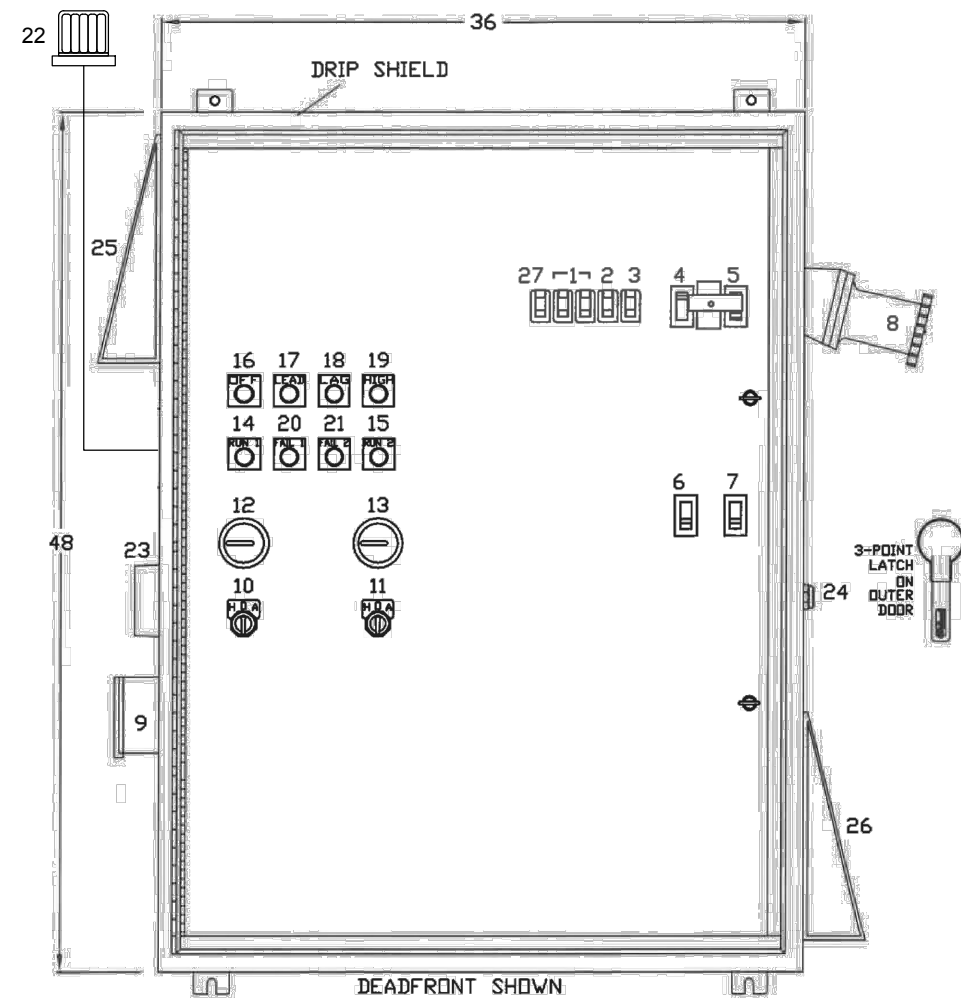 36
22
DRIP SHIELD
25
27 1 2 3 4 5
8
16 17 18 19
OFF LEAD LAG HIGH
14 20 21 15
RUN 1 FAIL 1 FAIL 2 RUN 2
12 13
6 7
48
23
10 11
H O A H O A
24
3-POINT
LATCH
ON
OUTER
DOOR
9
26
DEADFRONT SHOWN